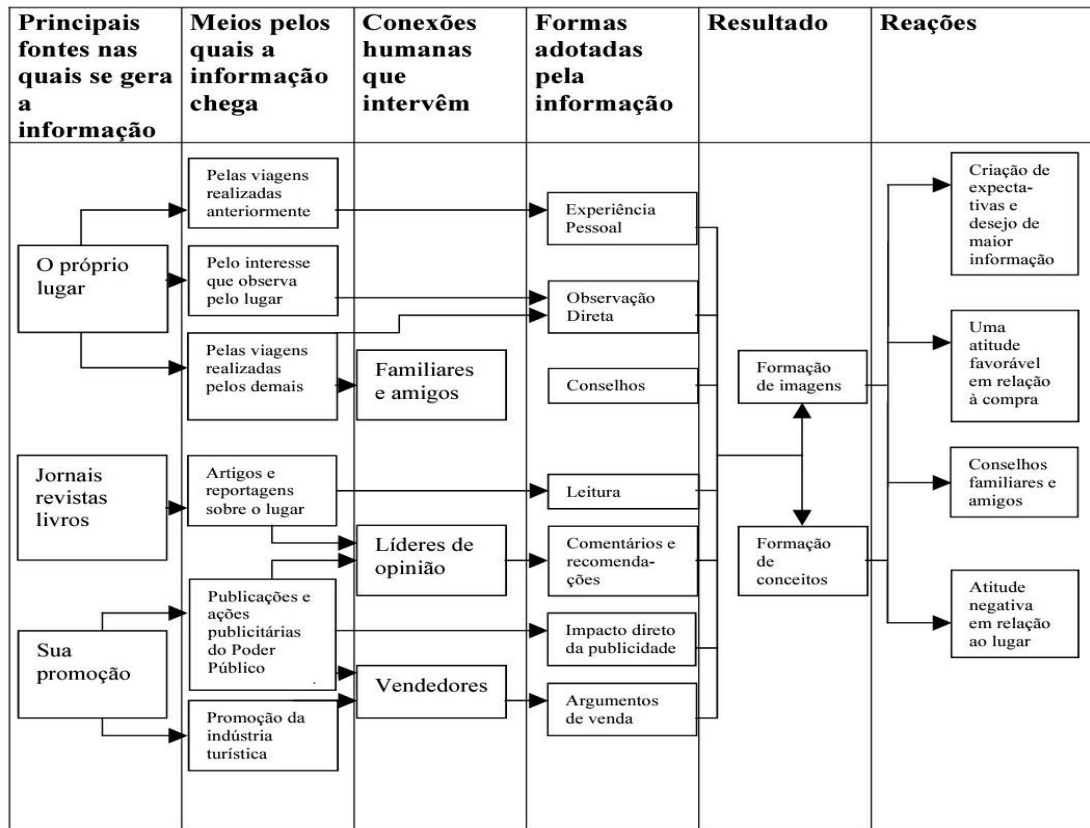 Principais
fontes nas
quais se gera
a
informação
Meios pelos
quais a
informação
chega
Conexões
humanas
que
intervêm
Formas
adotadas
pela
informação
Resultado
Reações
O próprio
lugar
Jornais
revistas
livros
Sua
promoção
Pelas viagens
realizadas
anteriormente
Pelo interesse
que observa
pelo lugar
Pelas viagens
realizadas
pelos demais
Artigos e
reportagens
sobre o lugar
Publicações e
ações
publicitárias
do Poder
Público
Promoção da
indústria
turística
Familiares
e amigos
Líderes de
opinião
Vendedores
Experiência
Pessoal
Observação
Direta
Conselhos
Leitura
Comentários e
recomenda-
ções
Impacto direto
da publicidade
Argumentos
de venda
Formação
de imagens
Formação
de
conceitos
Criação de
expecta-
tivas e
desejo de
maior
informação
Uma
atitude
favorável
em relação
à compra
Conselhos
familiares e
amigos
Atitude
negativa
em relação
ao lugar